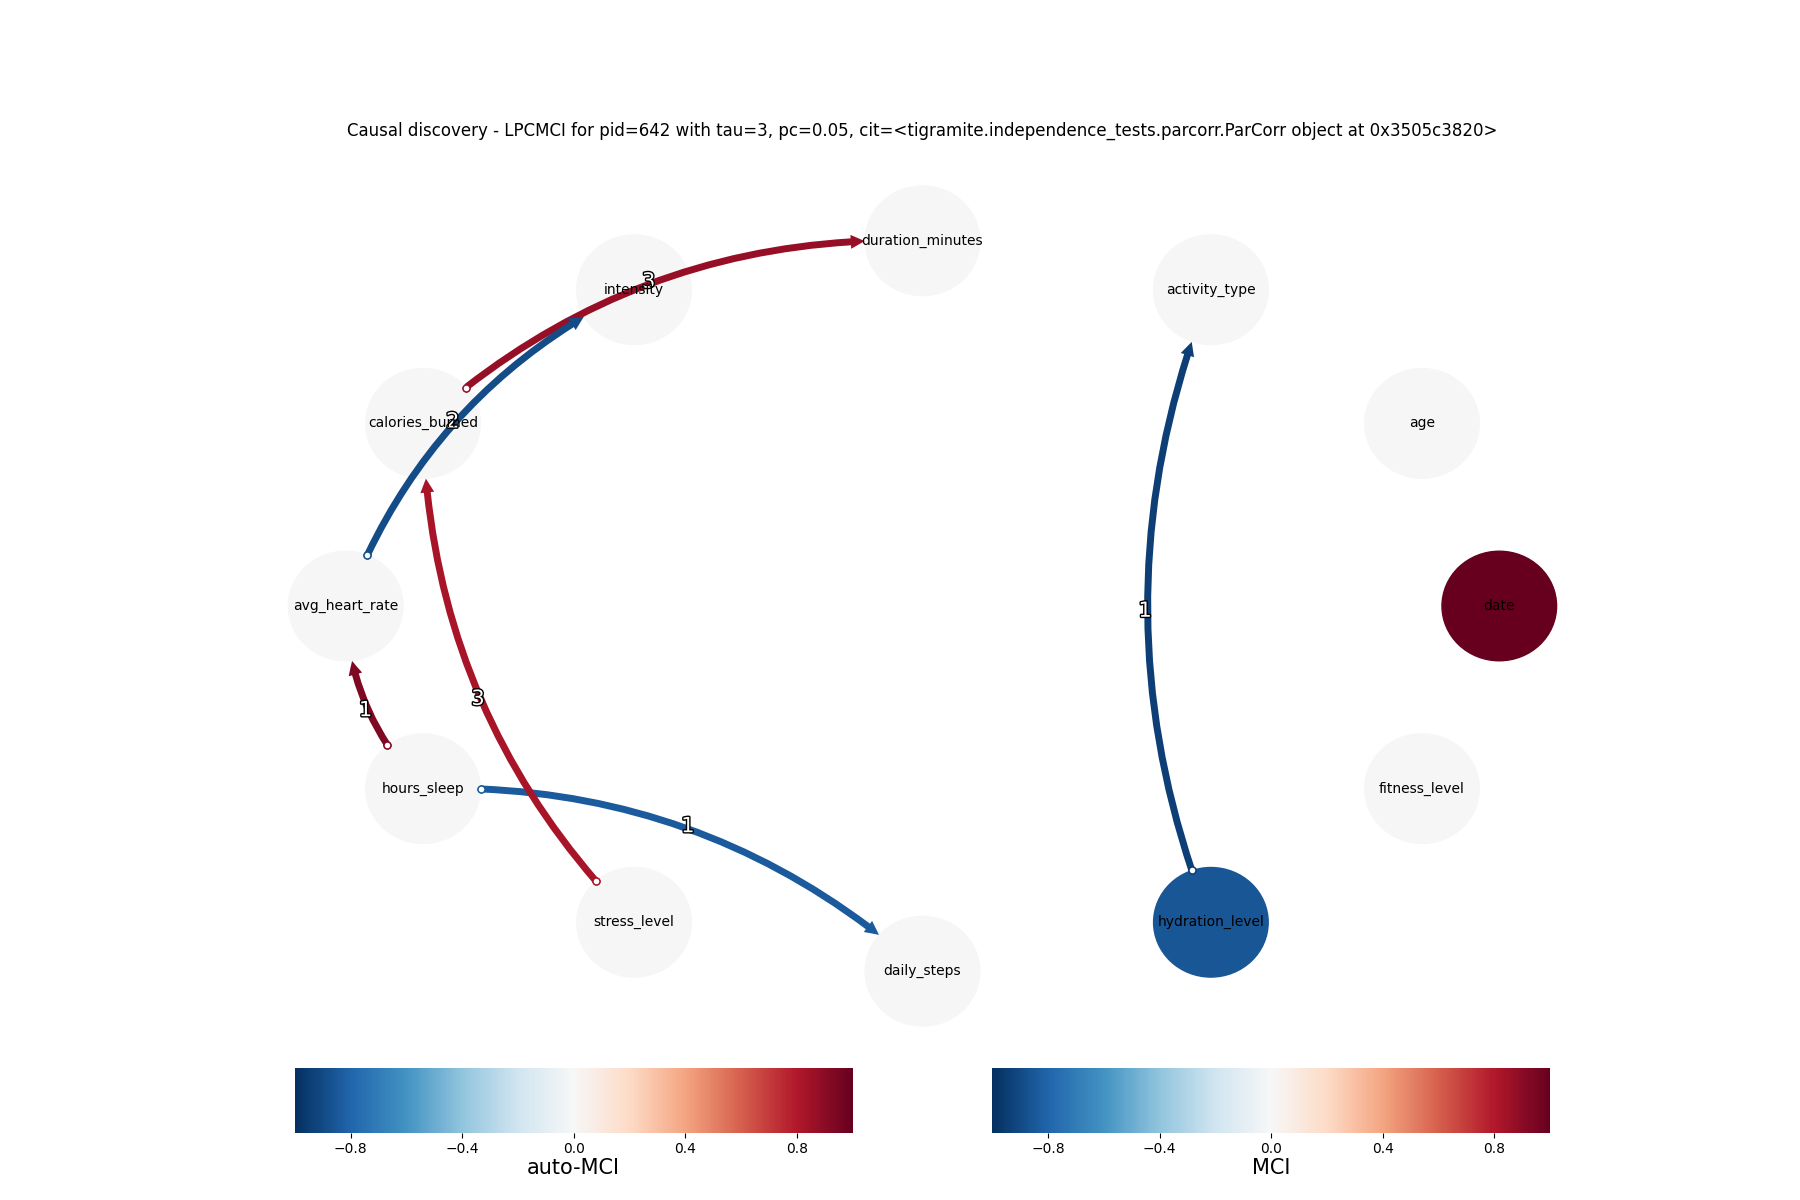 Causal discovery - LPCMCI for pid=642 with tau=3, pc=0.05, cit=<tigramite.independence_tests.parcorr.ParCorr object at 0x3505c3820>
duration_minutes
intensity
3
activity_type
calories_burned
2
age
avg_heart_rate
1
date
3
1
hours_sleep
1
fitness_level
stress_level
hydration_level
daily_steps
−0.8 −0.4 0.0 0.4 0.8
auto-MCI
−0.8 −0.4 0.0 0.4 0.8
MCI